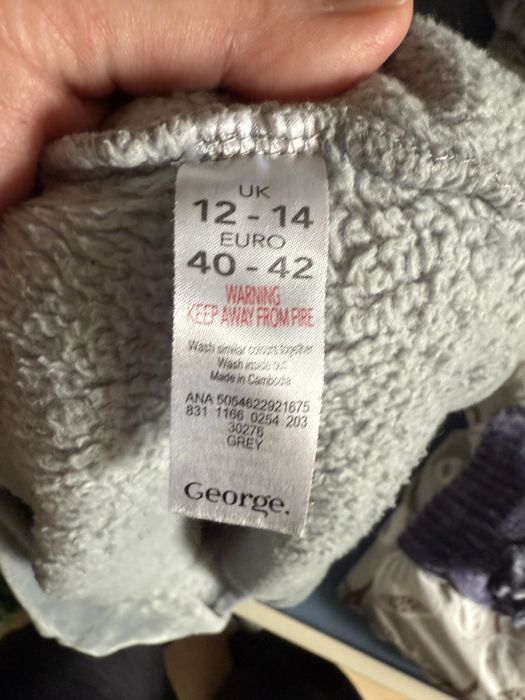 UK
12 - 14
EURO
40 - 42
WARNING
KEEP AWAY FROM FIRE
Wash similar colours together
Wash inside out
Made in Cambodia
ANA 5054622921675
831 1166 0254 203
30276
GREY
George.